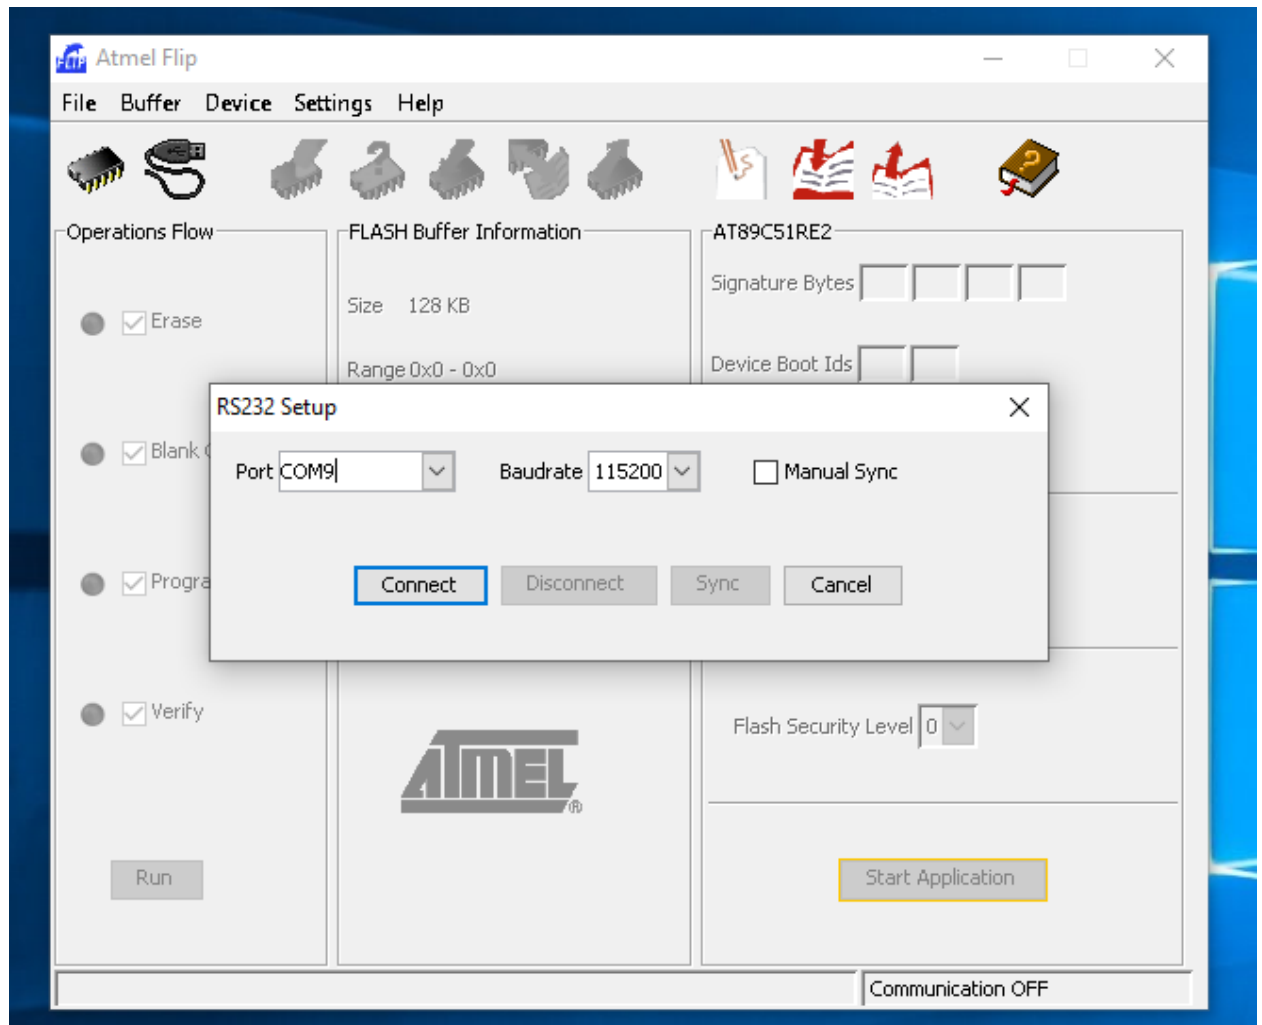 Atmel Flip
File Buffer Device Settings Help
Operations Flow
FLASH Buffer Information
AT89C51RE2
Signature Bytes
Size 128 KB
Erase
Device Boot Ids
Range 0x0 - 0x0
RS232 Setup
Blank
Port COM9
Baudrate 115200
Manual Sync
Progra
Connect
Disconnect
Sync
Cancel
Verify
Flash Security Level 0
ATMEL®
Run
Start Application
Communication OFF